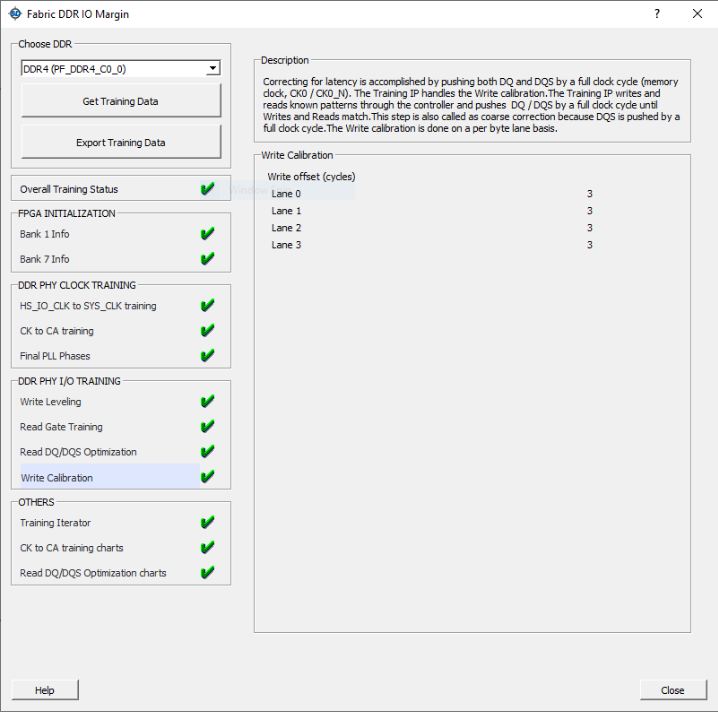 Fabric DDR IO Margin
?
Choose DDR
DDR4 (PF_DDR4_C0_0)
Get Training Data
Export Training Data
Overall Training Status
FPGA INITIALIZATION
Bank 1 Info
Bank 7 Info
DDR PHY CLOCK TRAINING
HS_IO_CLK to SYS_CLK training
CK to CA training
Final PLL Phases
DDR PHY I/O TRAINING
Write Leveling
Read Gate Training
Read DQ/DQS Optimization
Write Calibration
OTHERS
Training Iterator
CK to CA training charts
Read DQ/DQS Optimization charts
Description
Correcting for latency is accomplished by pushing both DQ and DQS by a full clock cycle (memory
clock, CK0 / CK0_N). The Training IP handles the Write calibration.The Training IP writes and
reads known patterns through the controller and pushes DQ / DQS by a full clock cycle until
Writes and Reads match.This step is also called as coarse correction because DQS is pushed by a
full clock cycle.The Write calibration is done on a per byte lane basis.
Write Calibration
Write offset (cycles)
Lane 0 3
Lane 1 3
Lane 2 3
Lane 3 3
Help
Close